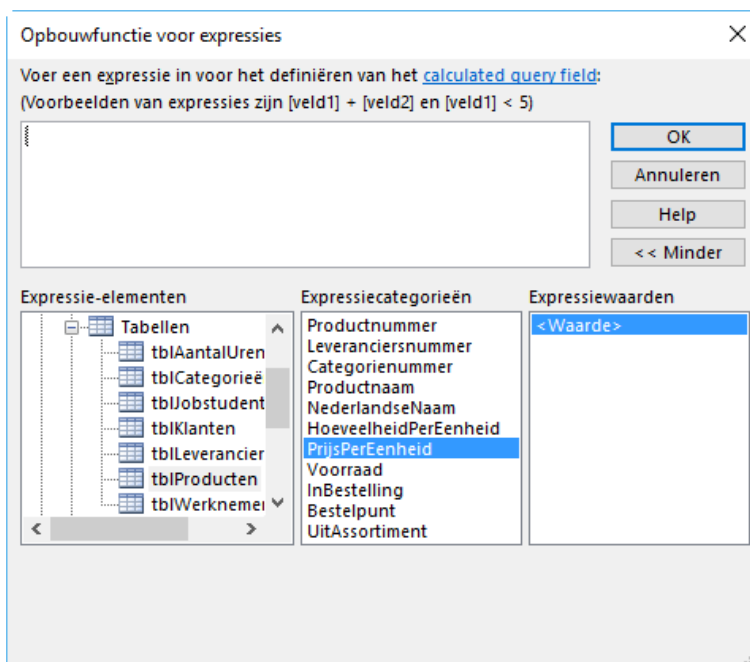 Opbouwfunctie voor expressies
Voer een expressie in voor het definiëren van het calculated query field:
(Voorbeelden van expressies zijn [veld1] + [veld2] en [veld1] < 5)
OK
Annuleren
Help
<< Minder
Expressie-elementen
Tabellen
tblAantalUren
tblCategorieë
tblJobstudent
tblKlanten
tblLeverancier
tblProducten
tblWerknemer
Expressiecategorieën
Productnummer
Leveranciersnummer
Categorienummer
Productnaam
NederlandseNaam
HoeveelheidPerEenheid
PrijsPerEenheid
Voorraad
InBestelling
Bestelpunt
UitAssortiment
Expressiewaarden
<Waarde>